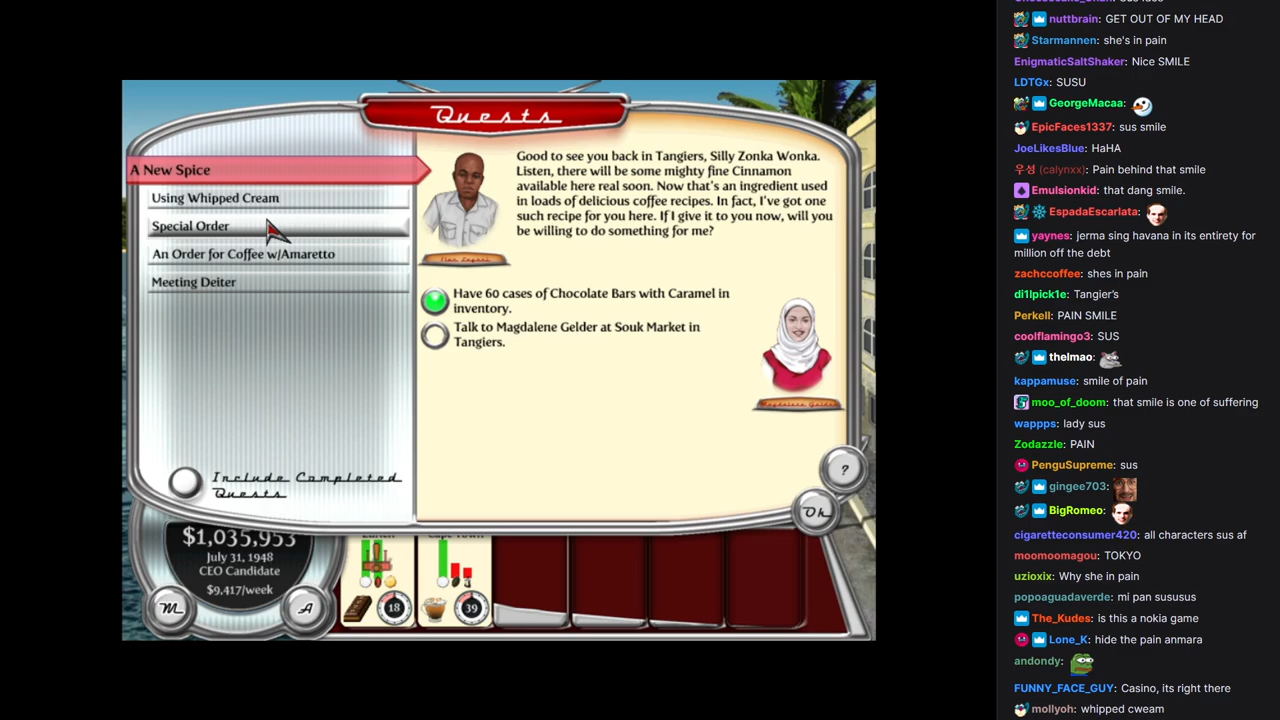 Quests
A New Spice
Using Whipped Cream
Special Order
An Order for Coffee w/Amaretto
Meeting Deiter
Include Completed
Quests
Good to see you back in Tangiers, Silly Zonka Wonka.
Listen, there will be some mighty fine Cinnamon
available here real soon. Now that's an ingredient used
in loads of delicious coffee recipes. In fact, I've got one
such recipe for you here. If I give it to you now, will you
be willing to do something for me?
Have 60 cases of Chocolate Bars with Caramel in
inventory.
Talk to Magdalene Gelder at Souk Market in
Tangiers.
?
Ok
$1,035,953
July 31, 1948
CEO Candidate
$9,417/week
M
A
18
39
nuttbrain: GET OUT OF MY HEAD
Starmannen: she's in pain
EnigmaticSaltShaker: Nice SMILE
LDTGx: SUSU
GeorgeMacaa:
EpicFaces1337: sus smile
JoeLikesBlue: HaHA
우성 (calynxx): Pain behind that smile
Emulsionkid: that dang smile.
EspadaEscarlata:
yaynes: jerma sing havana in its entirety for
million off the debt
zachccoffee: shes in pain
di1lpick1e: Tangier's
Perkell: PAIN SMILE
coolflamingo3: SUS
thelmao:
kappamuse: smile of pain
moo_of_doom: that smile is one of suffering
wappps: lady sus
Zodazzle: PAIN
PenguSupreme: sus
gingee703:
BigRomeo:
cigaretteconsumer420: all characters sus af
moomoomagou: TOKYO
uzioxix: Why she in pain
popoaguadaverde: mi pan sususus
The_Kudes: is this a nokia game
Lone_K: hide the pain anmara
andondy:
FUNNY_FACE_GUY: Casino, its right there
mollyoh: whipped cweam